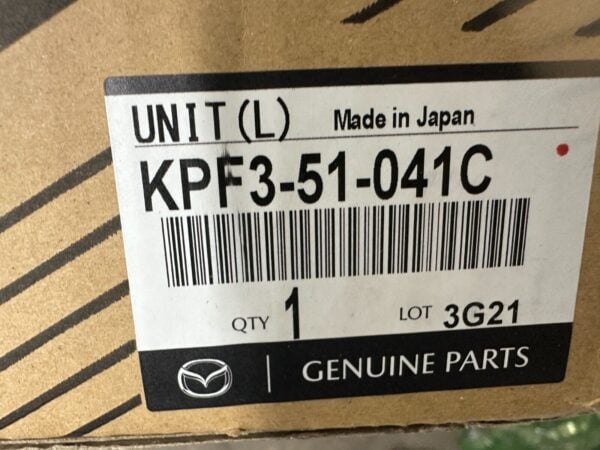 UNIT(L) Made in Japan
KPF3-51-041C
QTY 1 LOT 3G21
GENUINE PARTS